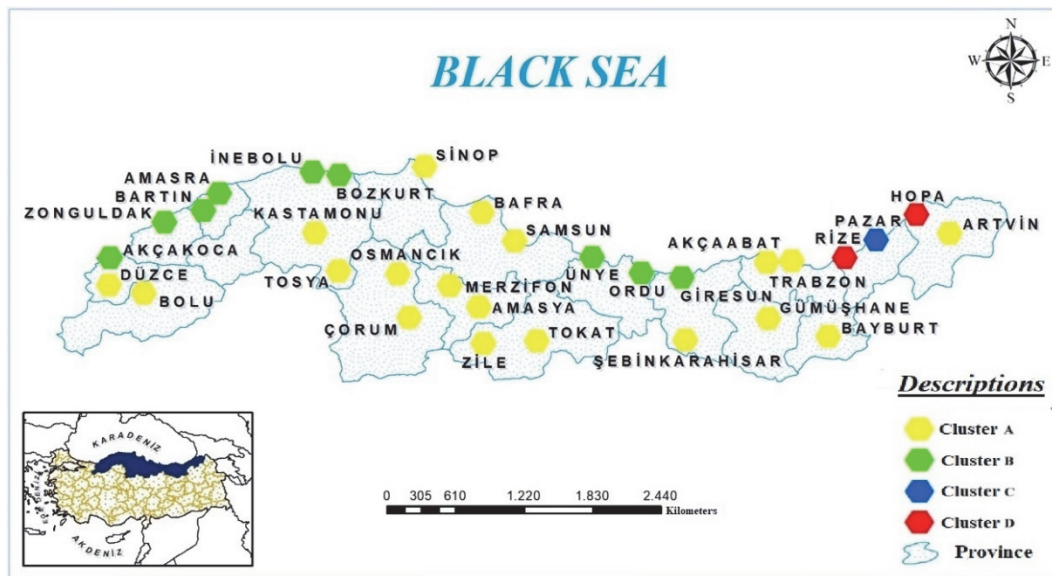 N
W E
S
BLACK SEA
SİNOP
İNEBOLU
HOPA
AMASRA
BOZKURT
BARTIN
BAFRA
PAZAR
ZONGULDAK
KASTAMONU
ARTVİN
SAMSUN
AKÇAABAT
RİZE
AKÇAKOCA
OSMANCIK
DÜZCE
ÜNYE
TOSYA
MERZİFON
ORDU
TRABZON
BOLU
GİRESUN
AMASYA
GÜMÜŞHANE
ÇORUM
TOKAT
BAYBURT
ZİLE
ŞEBİNKARAHİSAR
Descriptions
Cluster A
Cluster B
Cluster C
Cluster D
Province
KARADENİZ
AKDENİZ
0 305 610 1.220 1.830 2.440
Kilometers